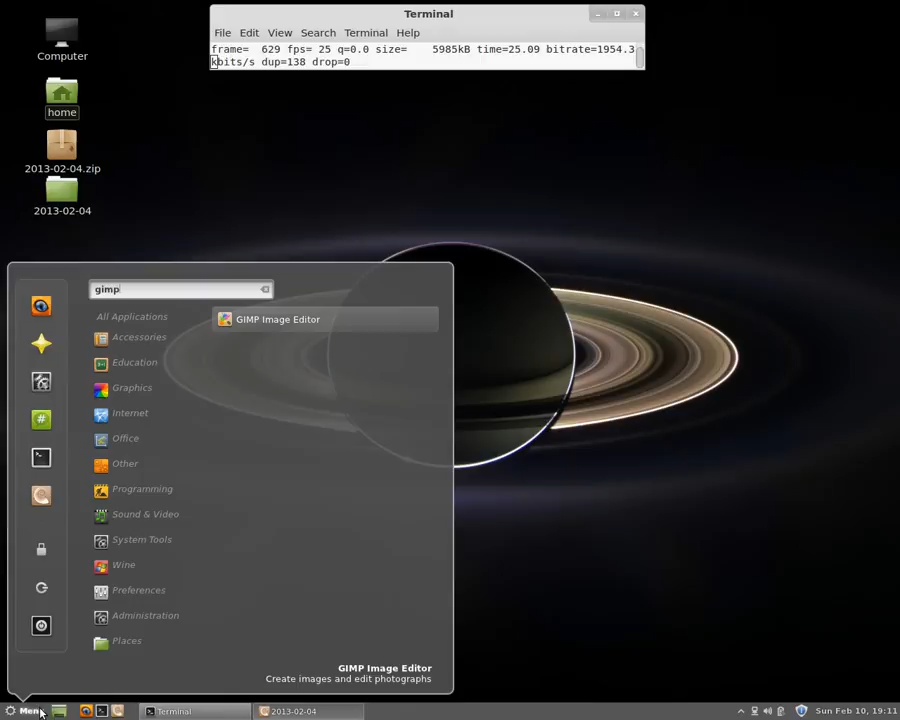 Terminal
File Edit View Search Terminal Help
frame=  629 fps= 25 q=0.0 size=    5985kB time=25.09 bitrate=1954.3
kbits/s dup=138 drop=0
Computer
home
2013-02-04.zip
2013-02-04
gimp
All Applications
GIMP Image Editor
Accessories
Education
Graphics
Internet
Office
Other
Programming
Sound & Video
System Tools
Wine
Preferences
Administration
Places
GIMP Image Editor
Create images and edit photographs
Menu Terminal 2013-02-04 Sun Feb 10, 19:11